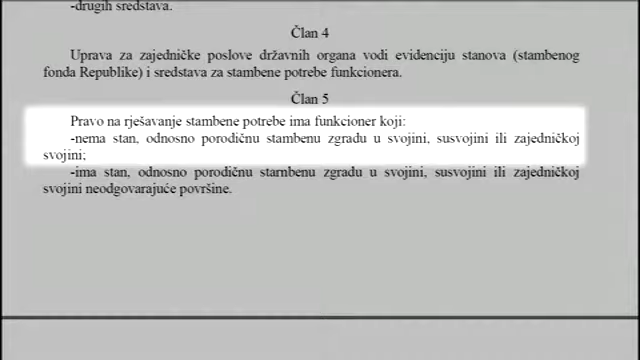 -drugih sredstava.
Član 4
Uprava za zajedničke poslove državnih organa vodi evidenciju stanova (stambenog
fonda Republike) i sredstava za stambene potrebe funkcionera.
Član 5
Pravo na rješavanje stambene potrebe ima funkcioner koji:
-nema stan, odnosno porodičnu stambenu zgradu u svojini, susvojini ili zajedničkoj
svojini;
-ima stan, odnosno porodičnu stambenu zgradu u svojini, susvojini ili zajedničkoj
svojini neodgovarajuće površine.